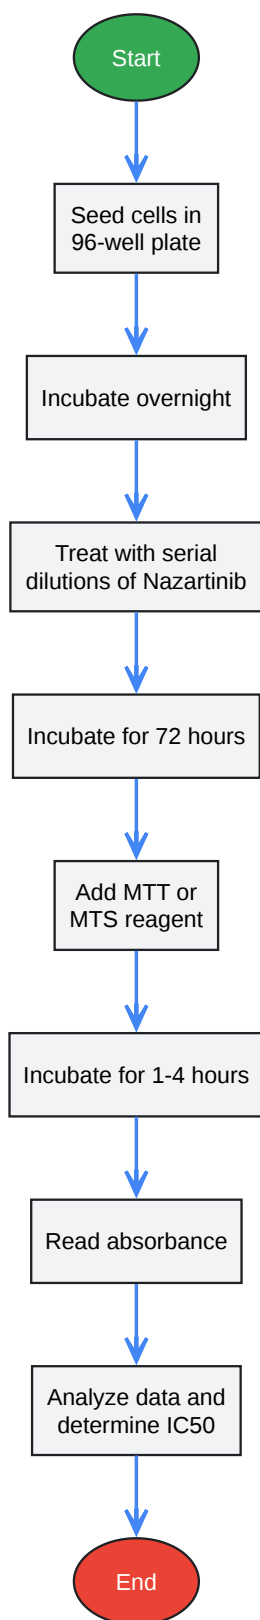 Start
Seed cells in
96-well plate
Incubate overnight
Treat with serial
dilutions of Nazartinib
Incubate for 72 hours
Add MTT or
MTS reagent
Incubate for 1-4 hours
Read absorbance
Analyze data and
determine IC50
End